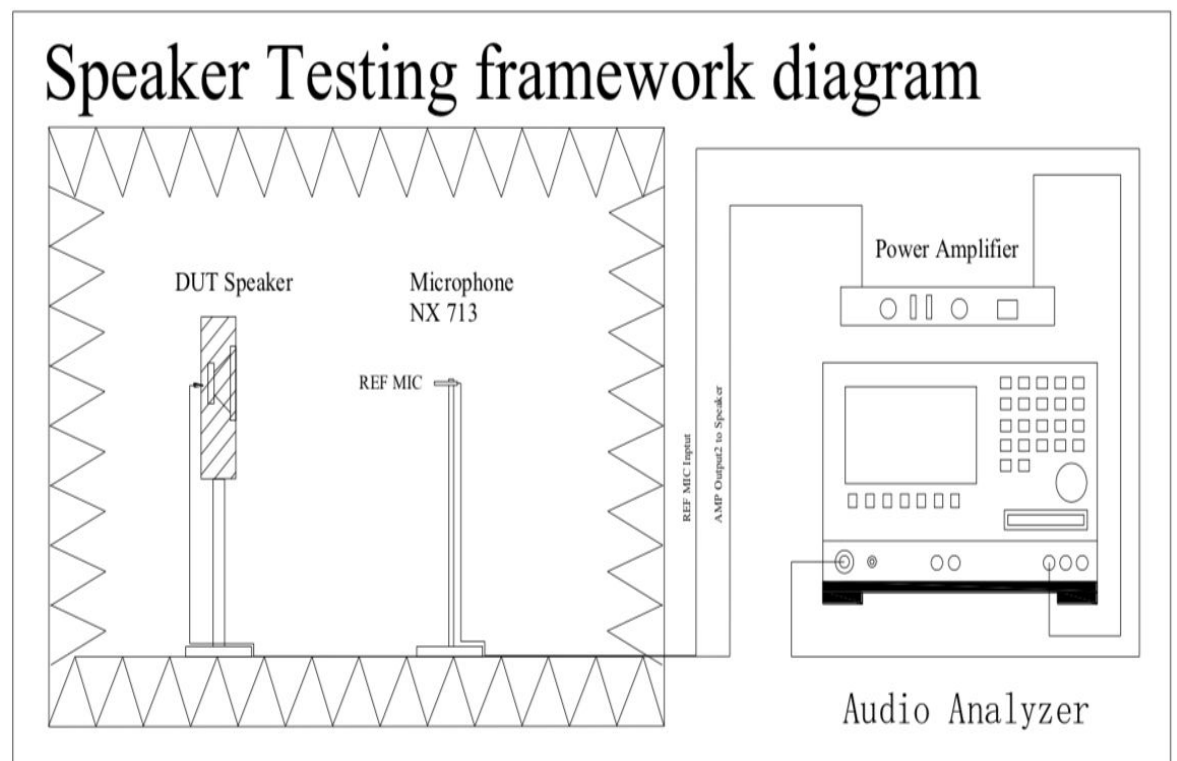 Speaker Testing framework diagram
DUT Speaker
Microphone
NX 713
REF MIC
REF MIC Inptut
AMP Output2 to Speaker
Power Amplifier
Audio Analyzer